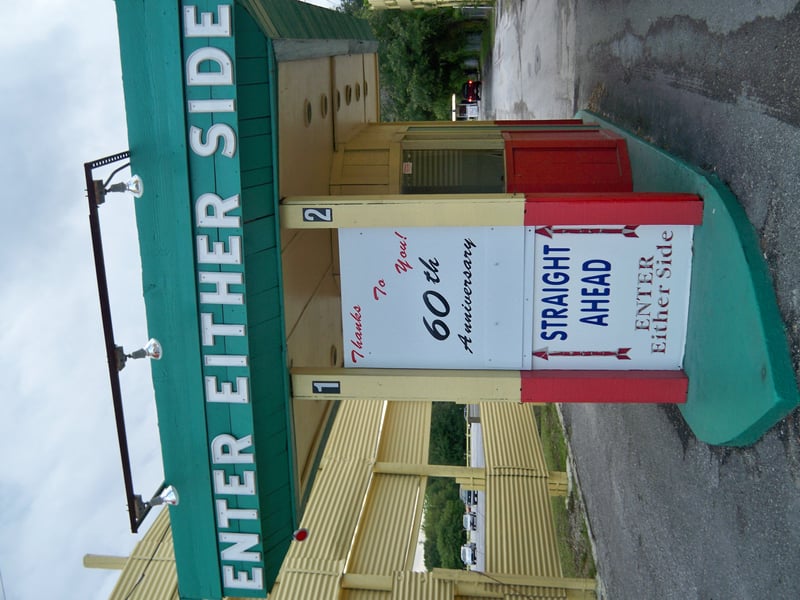 ENTER EITHER SIDE
1
2
Thanks To You!
60th
Anniversary
STRAIGHT
AHEAD
ENTER
Either Side